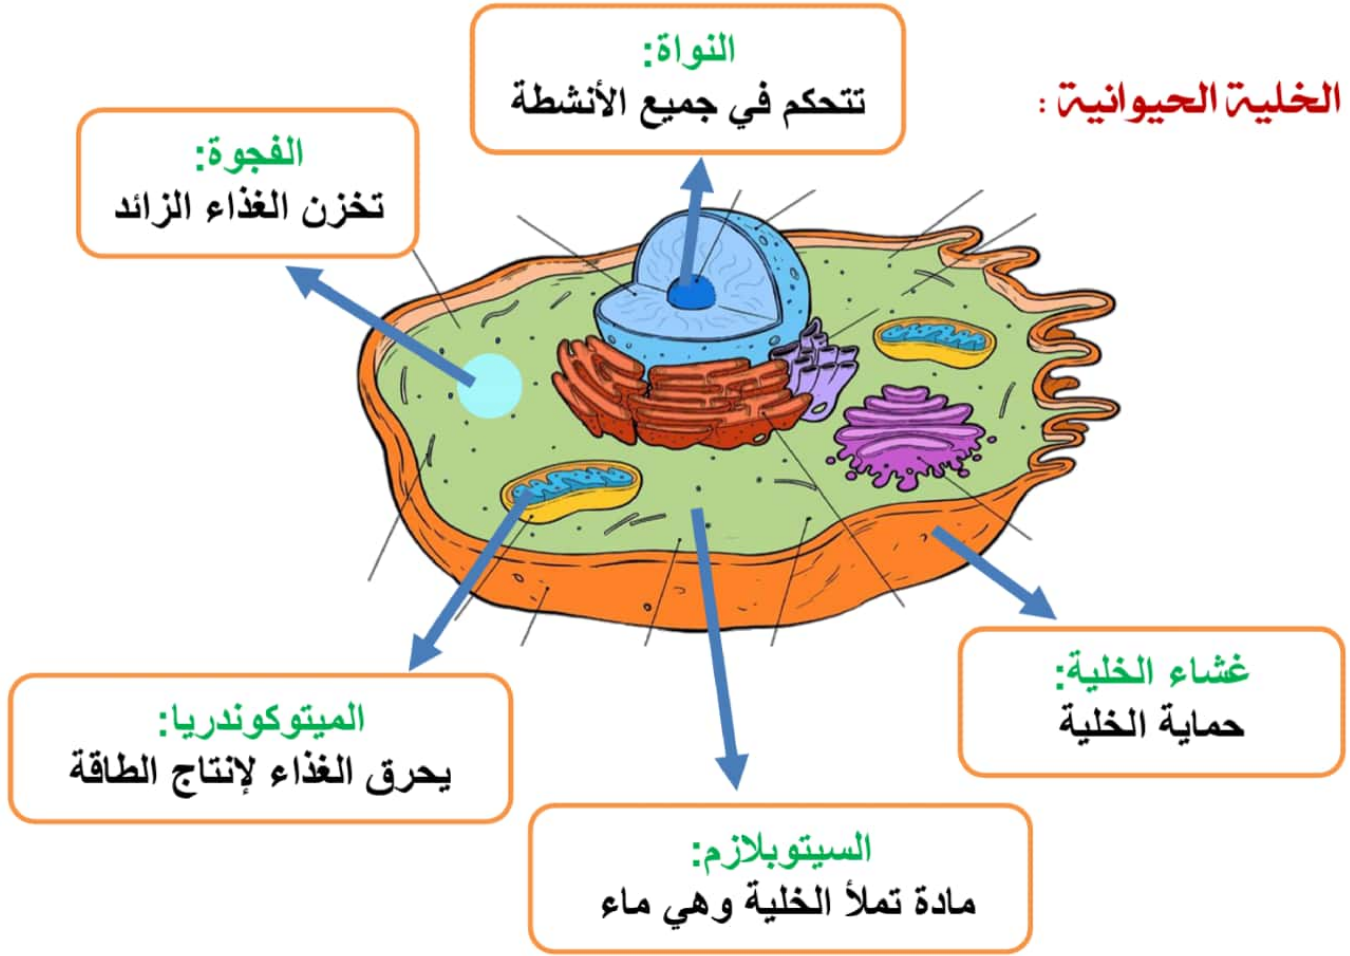 الخلية الحيوانية :
النواة:
تتحكم في جميع الأنشطة
الفجوة:
تخزن الغذاء الزائد
غشاء الخلية:
حماية الخلية
الميتوكوندريا:
يحرق الغذاء لإنتاج الطاقة
السيتوبلازم:
مادة تملأ الخلية وهي ماء